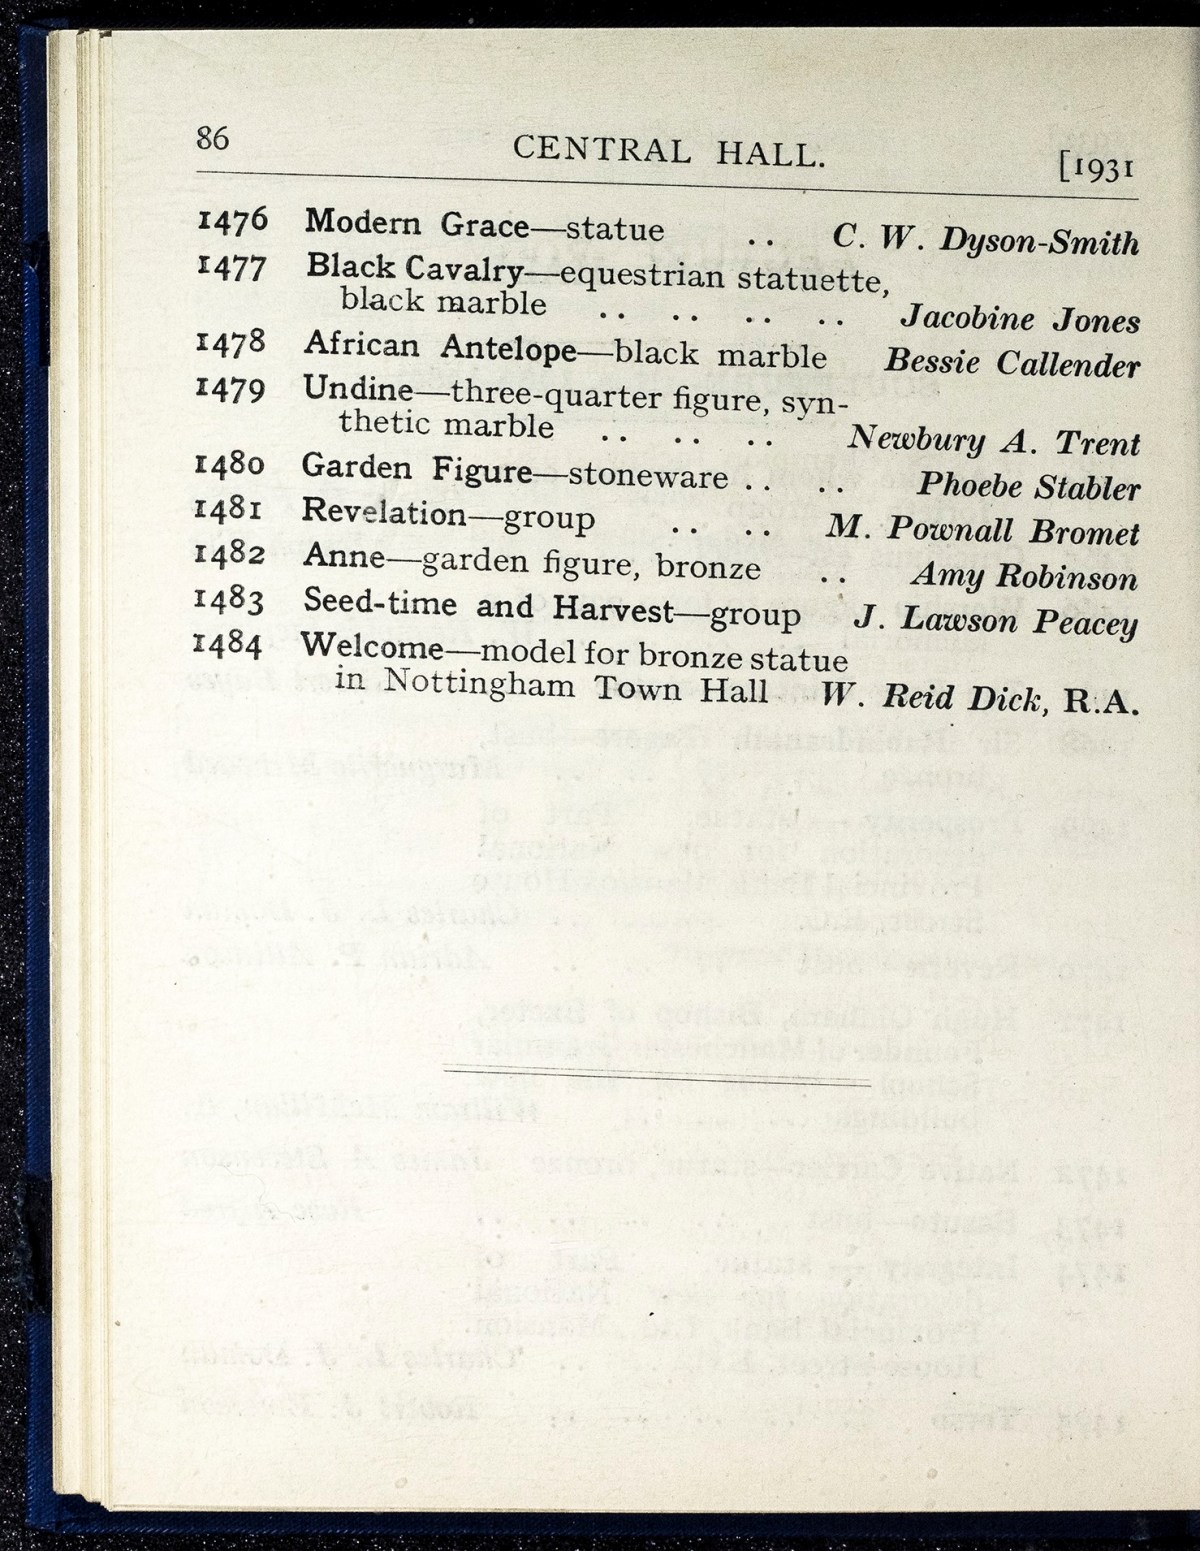 86 CENTRAL HALL. [1931
1476 Modern Grace—statue .. C. W. Dyson-Smith
1477 Black Cavalry—equestrian statuette,
black marble .. .. .. .. Jacobine Jones
1478 African Antelope—black marble Bessie Callender
1479 Undine—three-quarter figure, syn-
thetic marble .. .. .. Newbury A. Trent
1480 Garden Figure—stoneware .. .. Phoebe Stabler
1481 Revelation—group .. .. M. Pownall Bromet
1482 Anne—garden figure, bronze .. Amy Robinson
1483 Seed-time and Harvest—group J. Lawson Peacey
1484 Welcome—model for bronze statue
in Nottingham Town Hall W. Reid Dick, R.A.